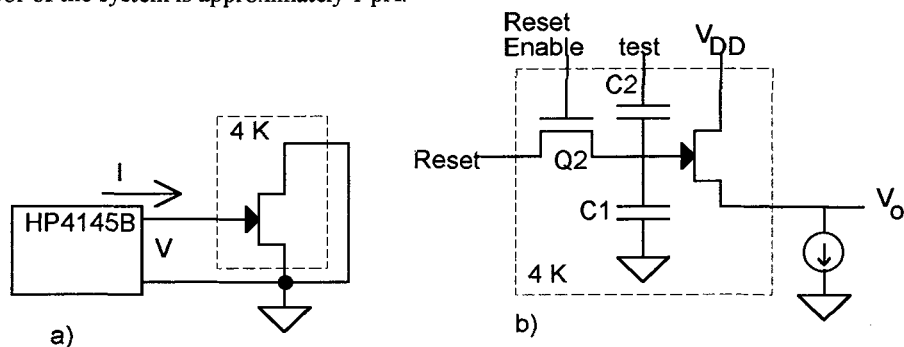 oor of the system is approximately 1 pA.
Reset
Enable
test
VDD
C2
4 K
I
Reset
Q2
HP4145B
V
C1
Vo
4 K
a)
b)